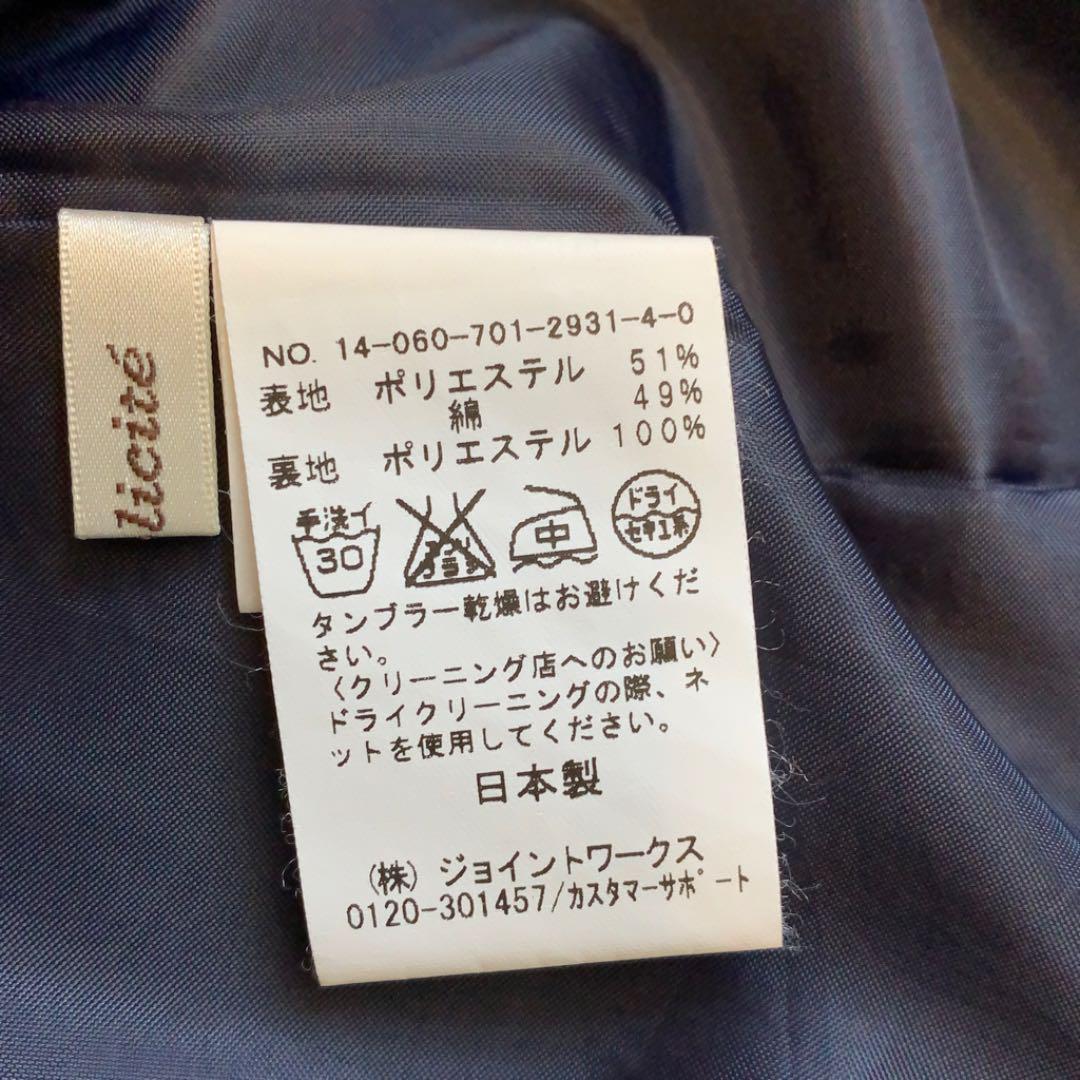 licité
NO. 14-060-701-2931-4-0
表地 ポリエステル 51%
綿 49%
裏地 ポリエステル 100%
手洗イ 30
中
ドライ
セキユ系
タンブラー乾燥はお避けくだ
さい。
〈クリーニング店へのお願い〉
ドライクリーニングの際、ネ
ットを使用してください。
日本製
(株) ジョイントワークス
0120-301457/カスタマーサポート